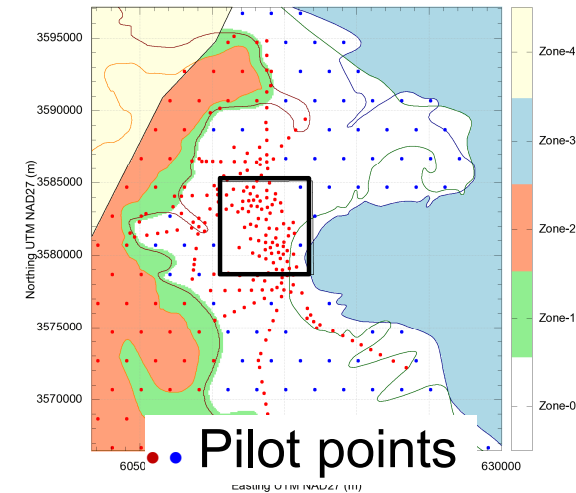 3595000
3590000
3585000
3580000
3575000
3570000
Northing UTM NAD27 (m)
Zone-4
Zone-3
Zone-2
Zone-1
Zone-0
Pilot points
6050
630000
Easting UTM NAD27 (m)